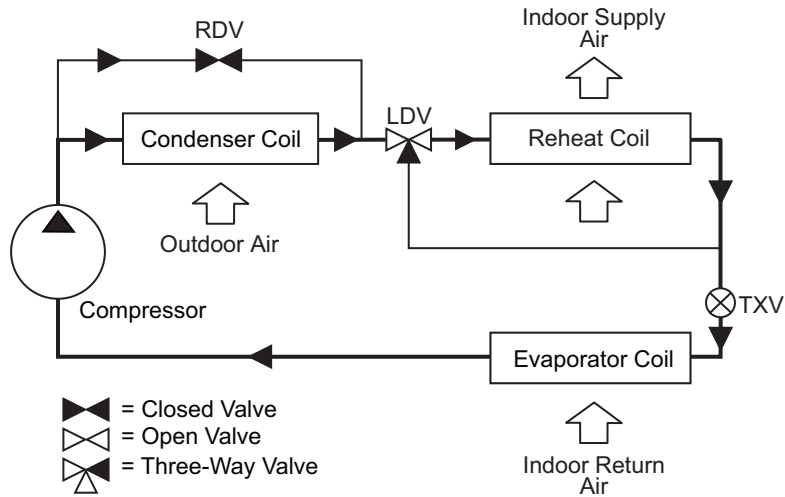 Indoor Supply
Air
RDV
LDV
Condenser Coil
Reheat Coil
Outdoor Air
Compressor
TXV
Evaporator Coil
= Closed Valve
= Open Valve
= Three-Way Valve
Indoor Return
Air